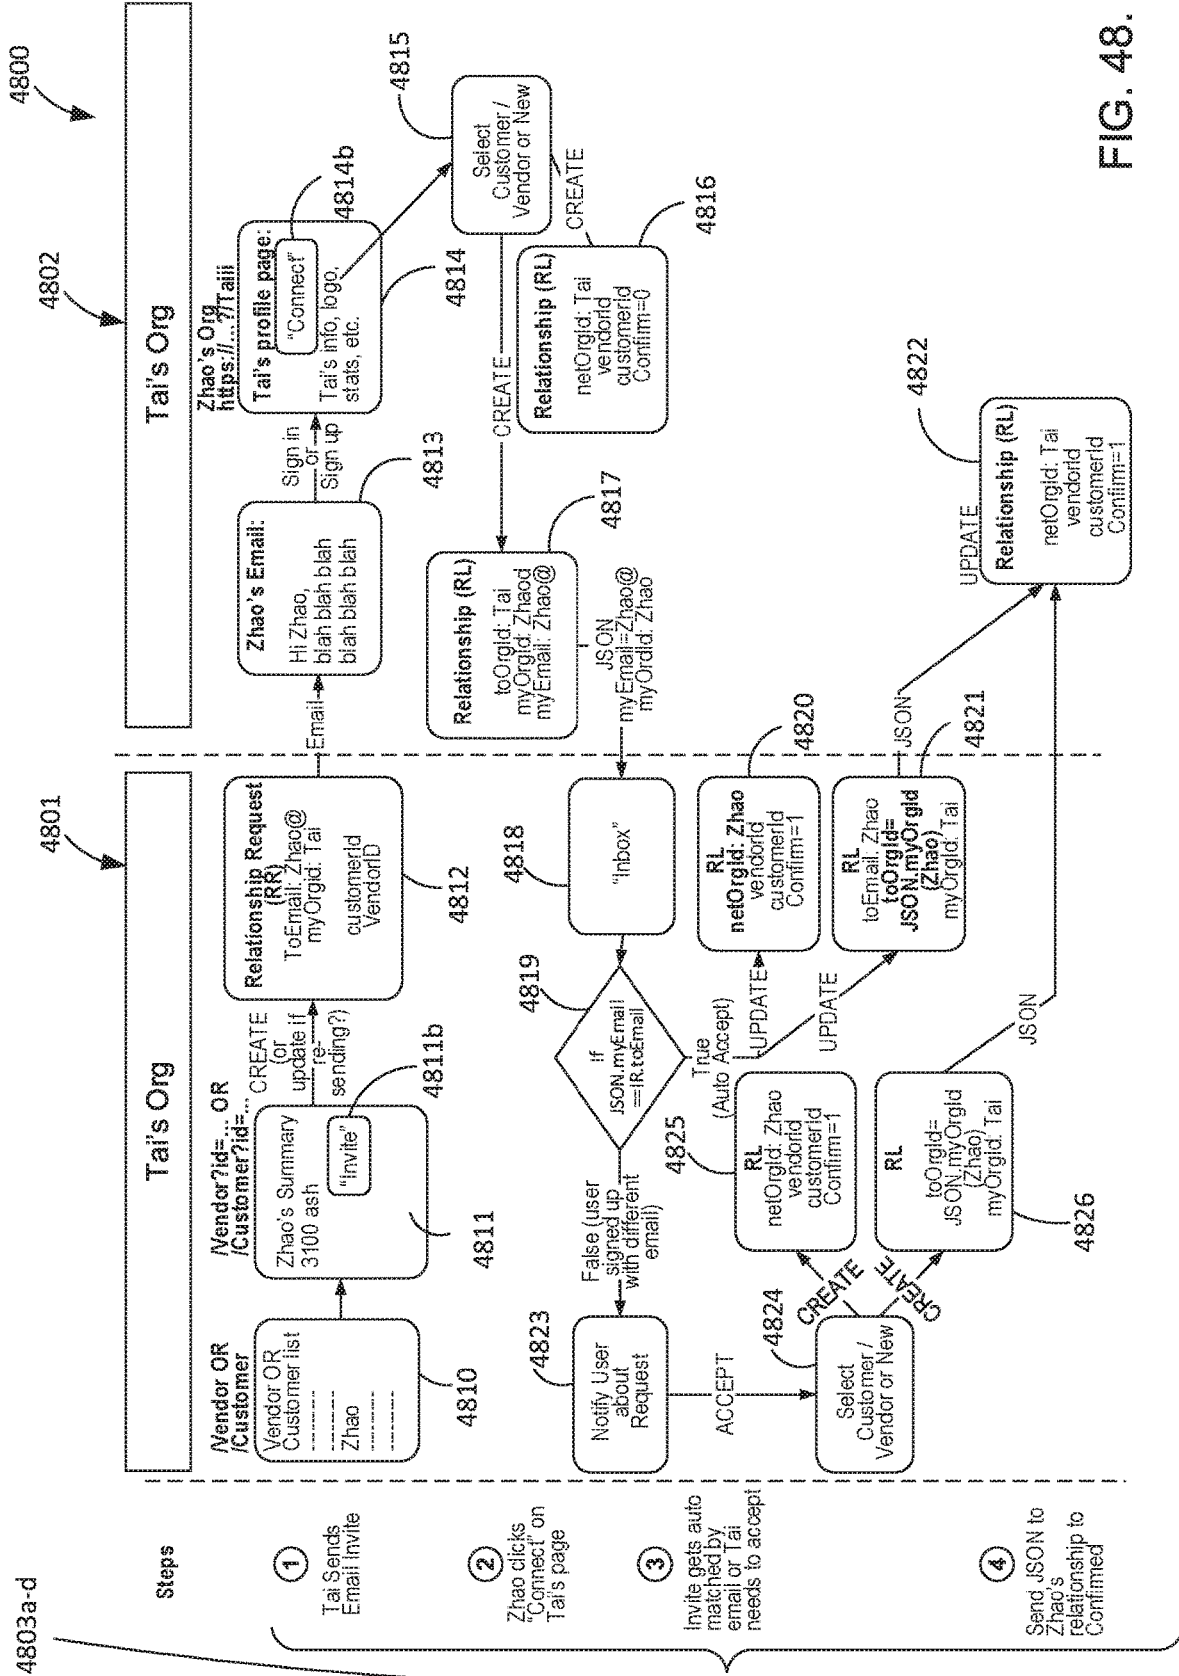 4800
4801
4802
4803a-d
Steps
Tai's Org
Tai's Org
1
Tai Sends
Email Invite
/Vendor OR
/Customer
Vendor OR
Customer list
Zhao
4810
/Vendor?id=... OR
/Customer?id=...
Zhao's Summary
3100 ash
"Invite"
4811b
4811
CREATE
(or
update if
re-
sending?)
Relationship Request
(RR)
ToEmail: Zhao@
myOrgid: Tai
customerId
VendorID
4812
Email
Zhao's Email:
Hi Zhao,
blah blah blah
blah blah blah
4813
Sign in
or
Sign up
Zhao's Org
https://...?/Taiii
Tai's profile page:
"Connect"
Tai's info, logo,
stats, etc.
4814b
4814
2
Zhao clicks
"Connect" on
Tai's page
Select
Customer /
Vendor or New
4815
CREATE
CREATE
Relationship (RL)
netOrgId: Tai
vendorId
customerId
Confirm=0
4816
Relationship (RL)
toOrgId: Tai
myOrgId: Zhaod
myEmail: Zhao@
4817
JSON
myEmail=Zhao@
myOrdId: Zhao
3
Invite gets auto
matched by
email or Tai
needs to accept
"Inbox"
4818
If
JSON.myEmail
==IR.toEmail
4819
False (user
signed up
with different
email)
True
(Auto Accept)
UPDATE
UPDATE
RL
netOrgId: Zhao
vendorId
customerId
Confirm=1
4820
RL
toEmail: Zhao
toOrgId=
JSON.myOrgId
(Zhao)
myOrgId: Tai
4821
JSON
UPDATE
Relationship (RL)
netOrgId: Tai
vendorId
customerId
Confirm=1
4822
Notify User
about
Request
4823
ACCEPT
Select
Customer /
Vendor or New
4824
CREATE
CREATE
RL
netOrgId: Zhao
vendorId
customerId
Confirm=1
4825
RL
toOrgId=
JSON.myOrgId
(Zhao)
myOrgId: Tai
4826
JSON
4
Send JSON to
Zhao's
relationship to
Confirmed
FIG. 48.